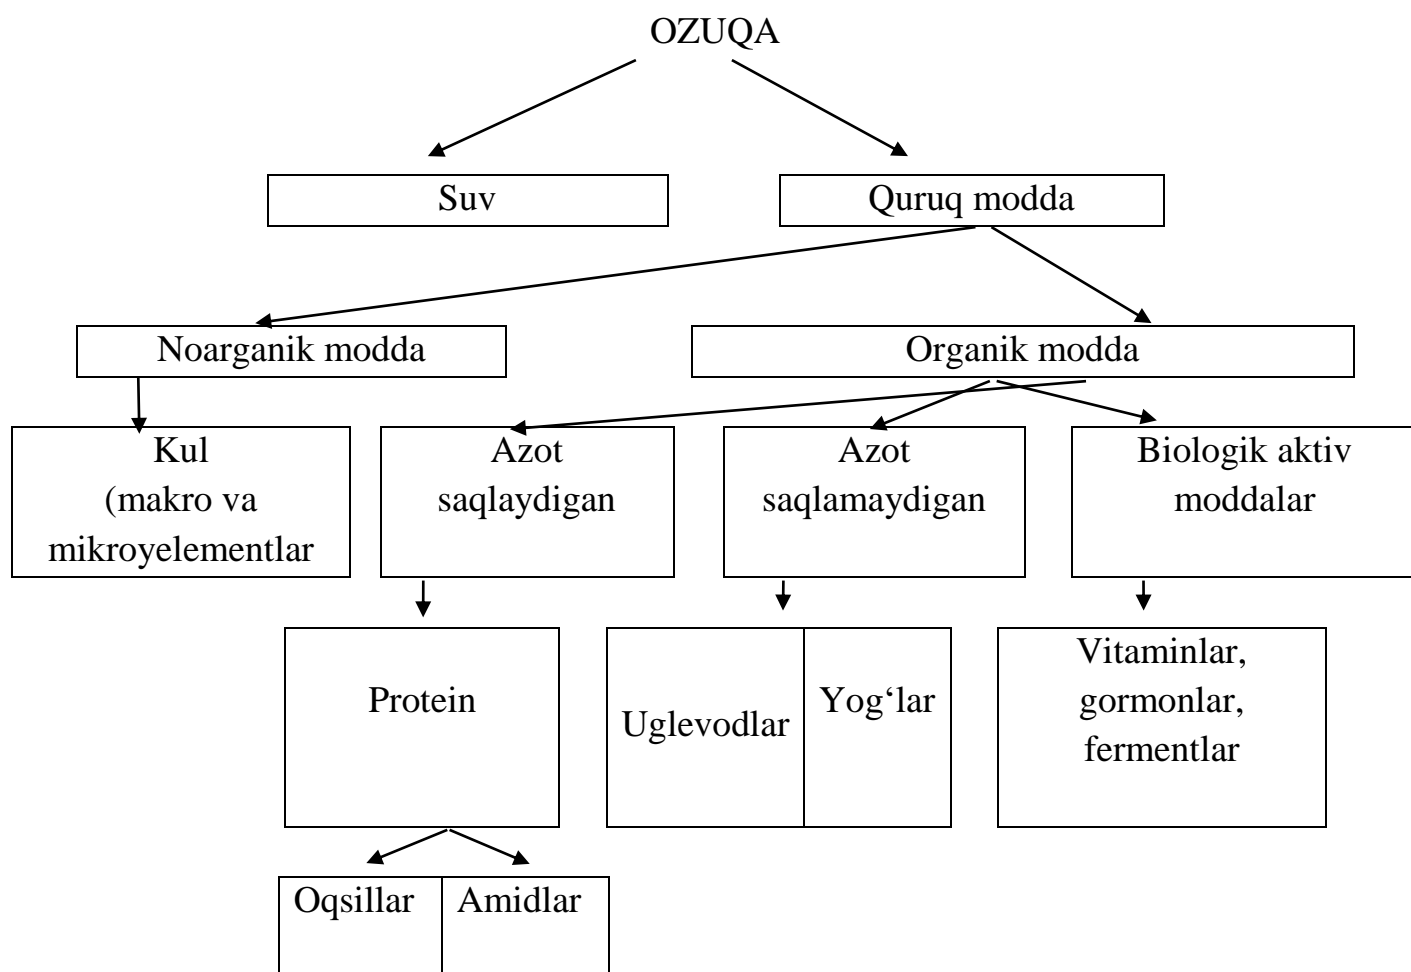 OZUQA
Suv
Quruq modda
Noarganik modda
Organik modda
Kul
(makro va
mikroyelementlar
Azot
saqlaydigan
Azot
saqlamaydigan
Biologik aktiv
moddalar
Protein
Uglevodlar
Yog‘lar
Vitaminlar,
gormonlar,
fermentlar
Oqsillar
Amidlar